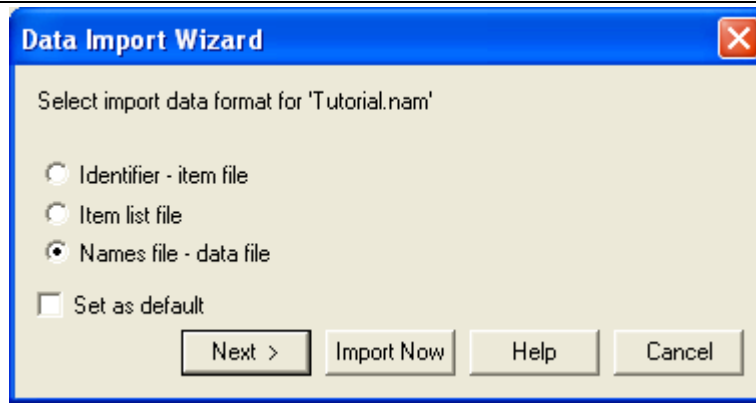 Data Import Wizard
Select import data format for 'Tutorial.nam'
Identifier - item file
Item list file
Names file - data file
Set as default
Next > Import Now Help Cancel